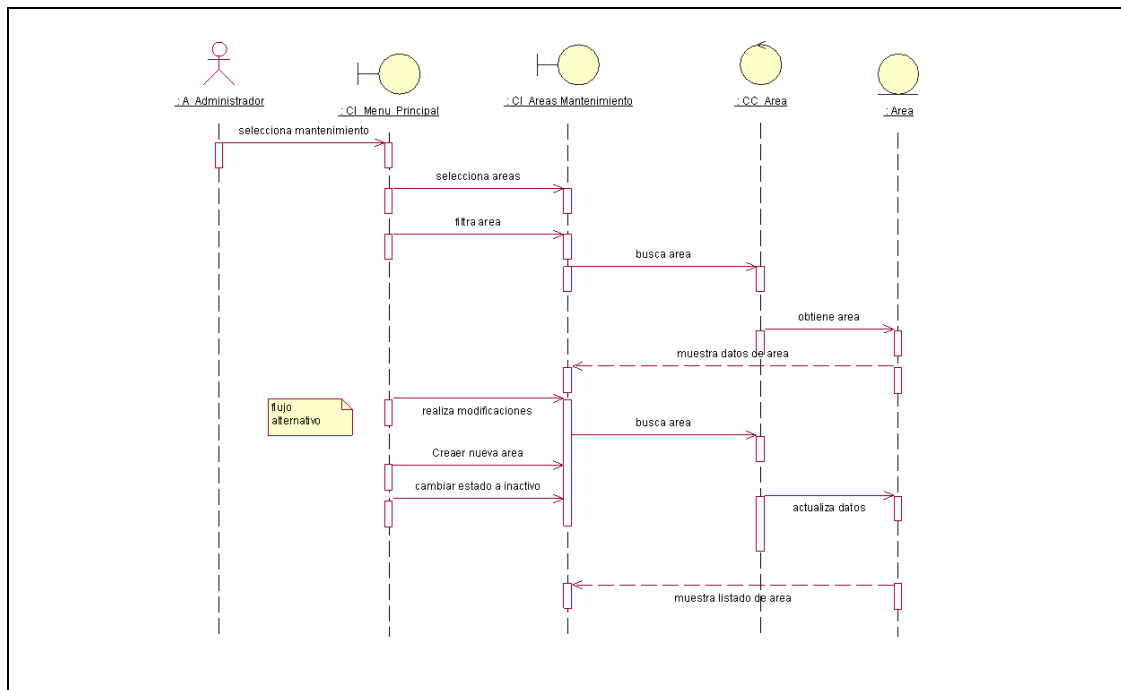 : A_Administrador
: CI_Menu_Principal
: CI_Areas Mantenimiento
: CC_Area
: Area
selecciona mantenimiento
selecciona areas
filtra area
busca area
obtiene area
muestra datos de area
flujo
alternativo
realiza modificaciones
busca area
Creaer nueva area
cambiar estado a inactivo
actualiza datos
muestra listado de area